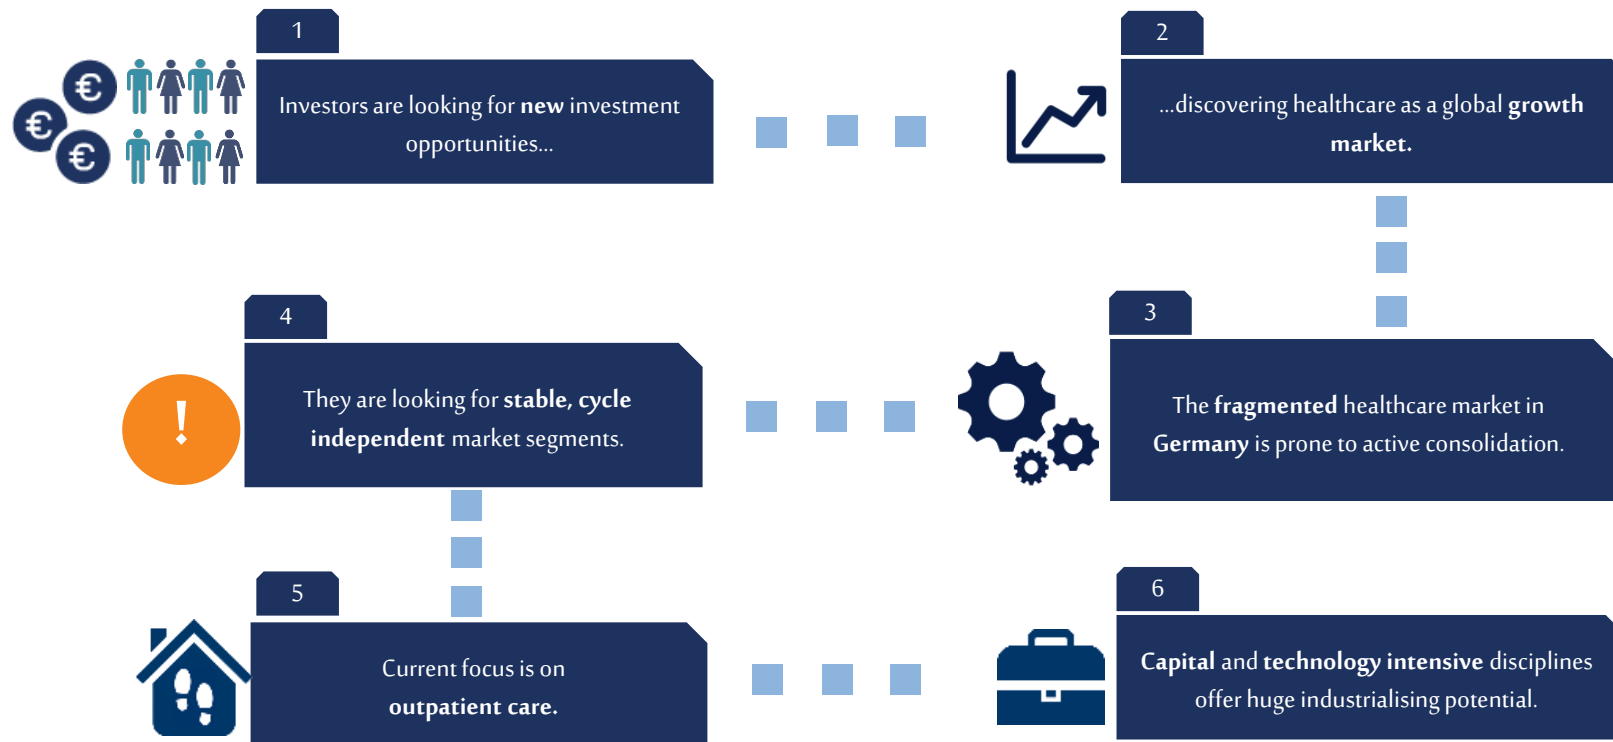 1
€
€
€
Investors are looking for new investment
opportunities...
2
...discovering healthcare as a global growth
market.
3
The fragmented healthcare market in
Germany is prone to active consolidation.
4
!
They are looking for stable, cycle
independent market segments.
5
Current focus is on
outpatient care.
6
Capital and technology intensive disciplines
offer huge industrialising potential.